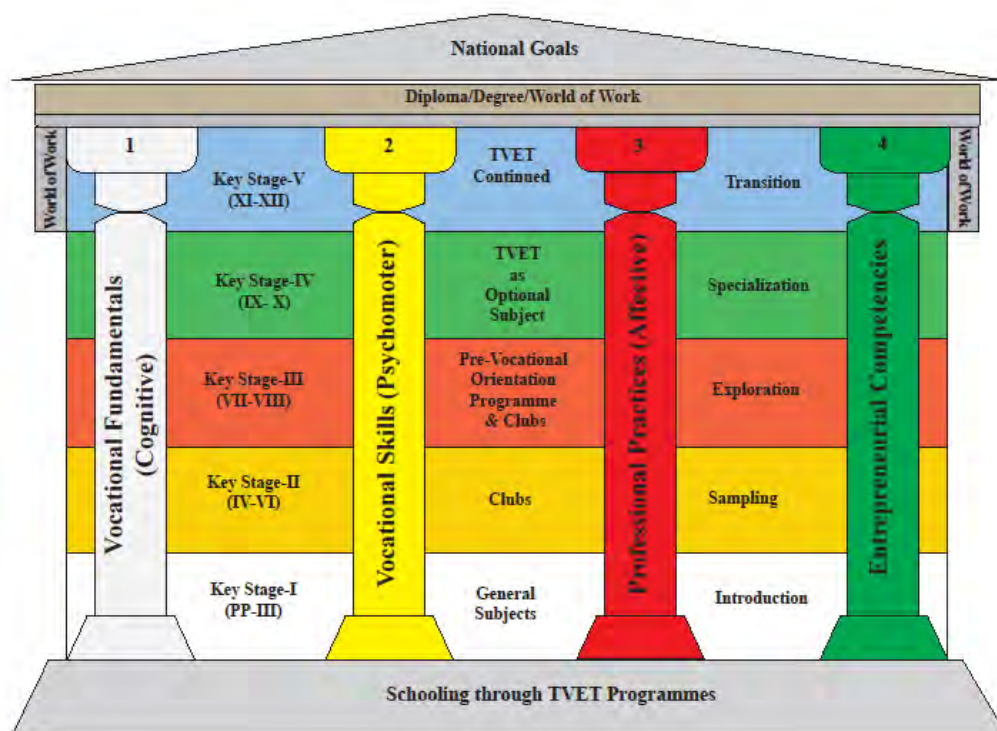 National Goals
Diploma/Degree/World of Work
World of Work
1
2
3
4
World of Work
Key Stage-V
(XI-XII)
TVET
Continued
Transition
Key Stage-IV
(IX- X)
TVET
as
Optional
Subject
Specialization
Key Stage-III
(VII-VIII)
Pre-Vocational
Orientation
Programme
& Clubs
Exploration
Key Stage-II
(IV-VI)
Clubs
Sampling
Key Stage-I
(PP-III)
General
Subjects
Introduction
Vocational Fundamentals
(Cognitive)
Vocational Skills (Psychomoter)
Professional Practices (Affestive)
Entrepreneurial Competencies
Schooling through TVET Programmes